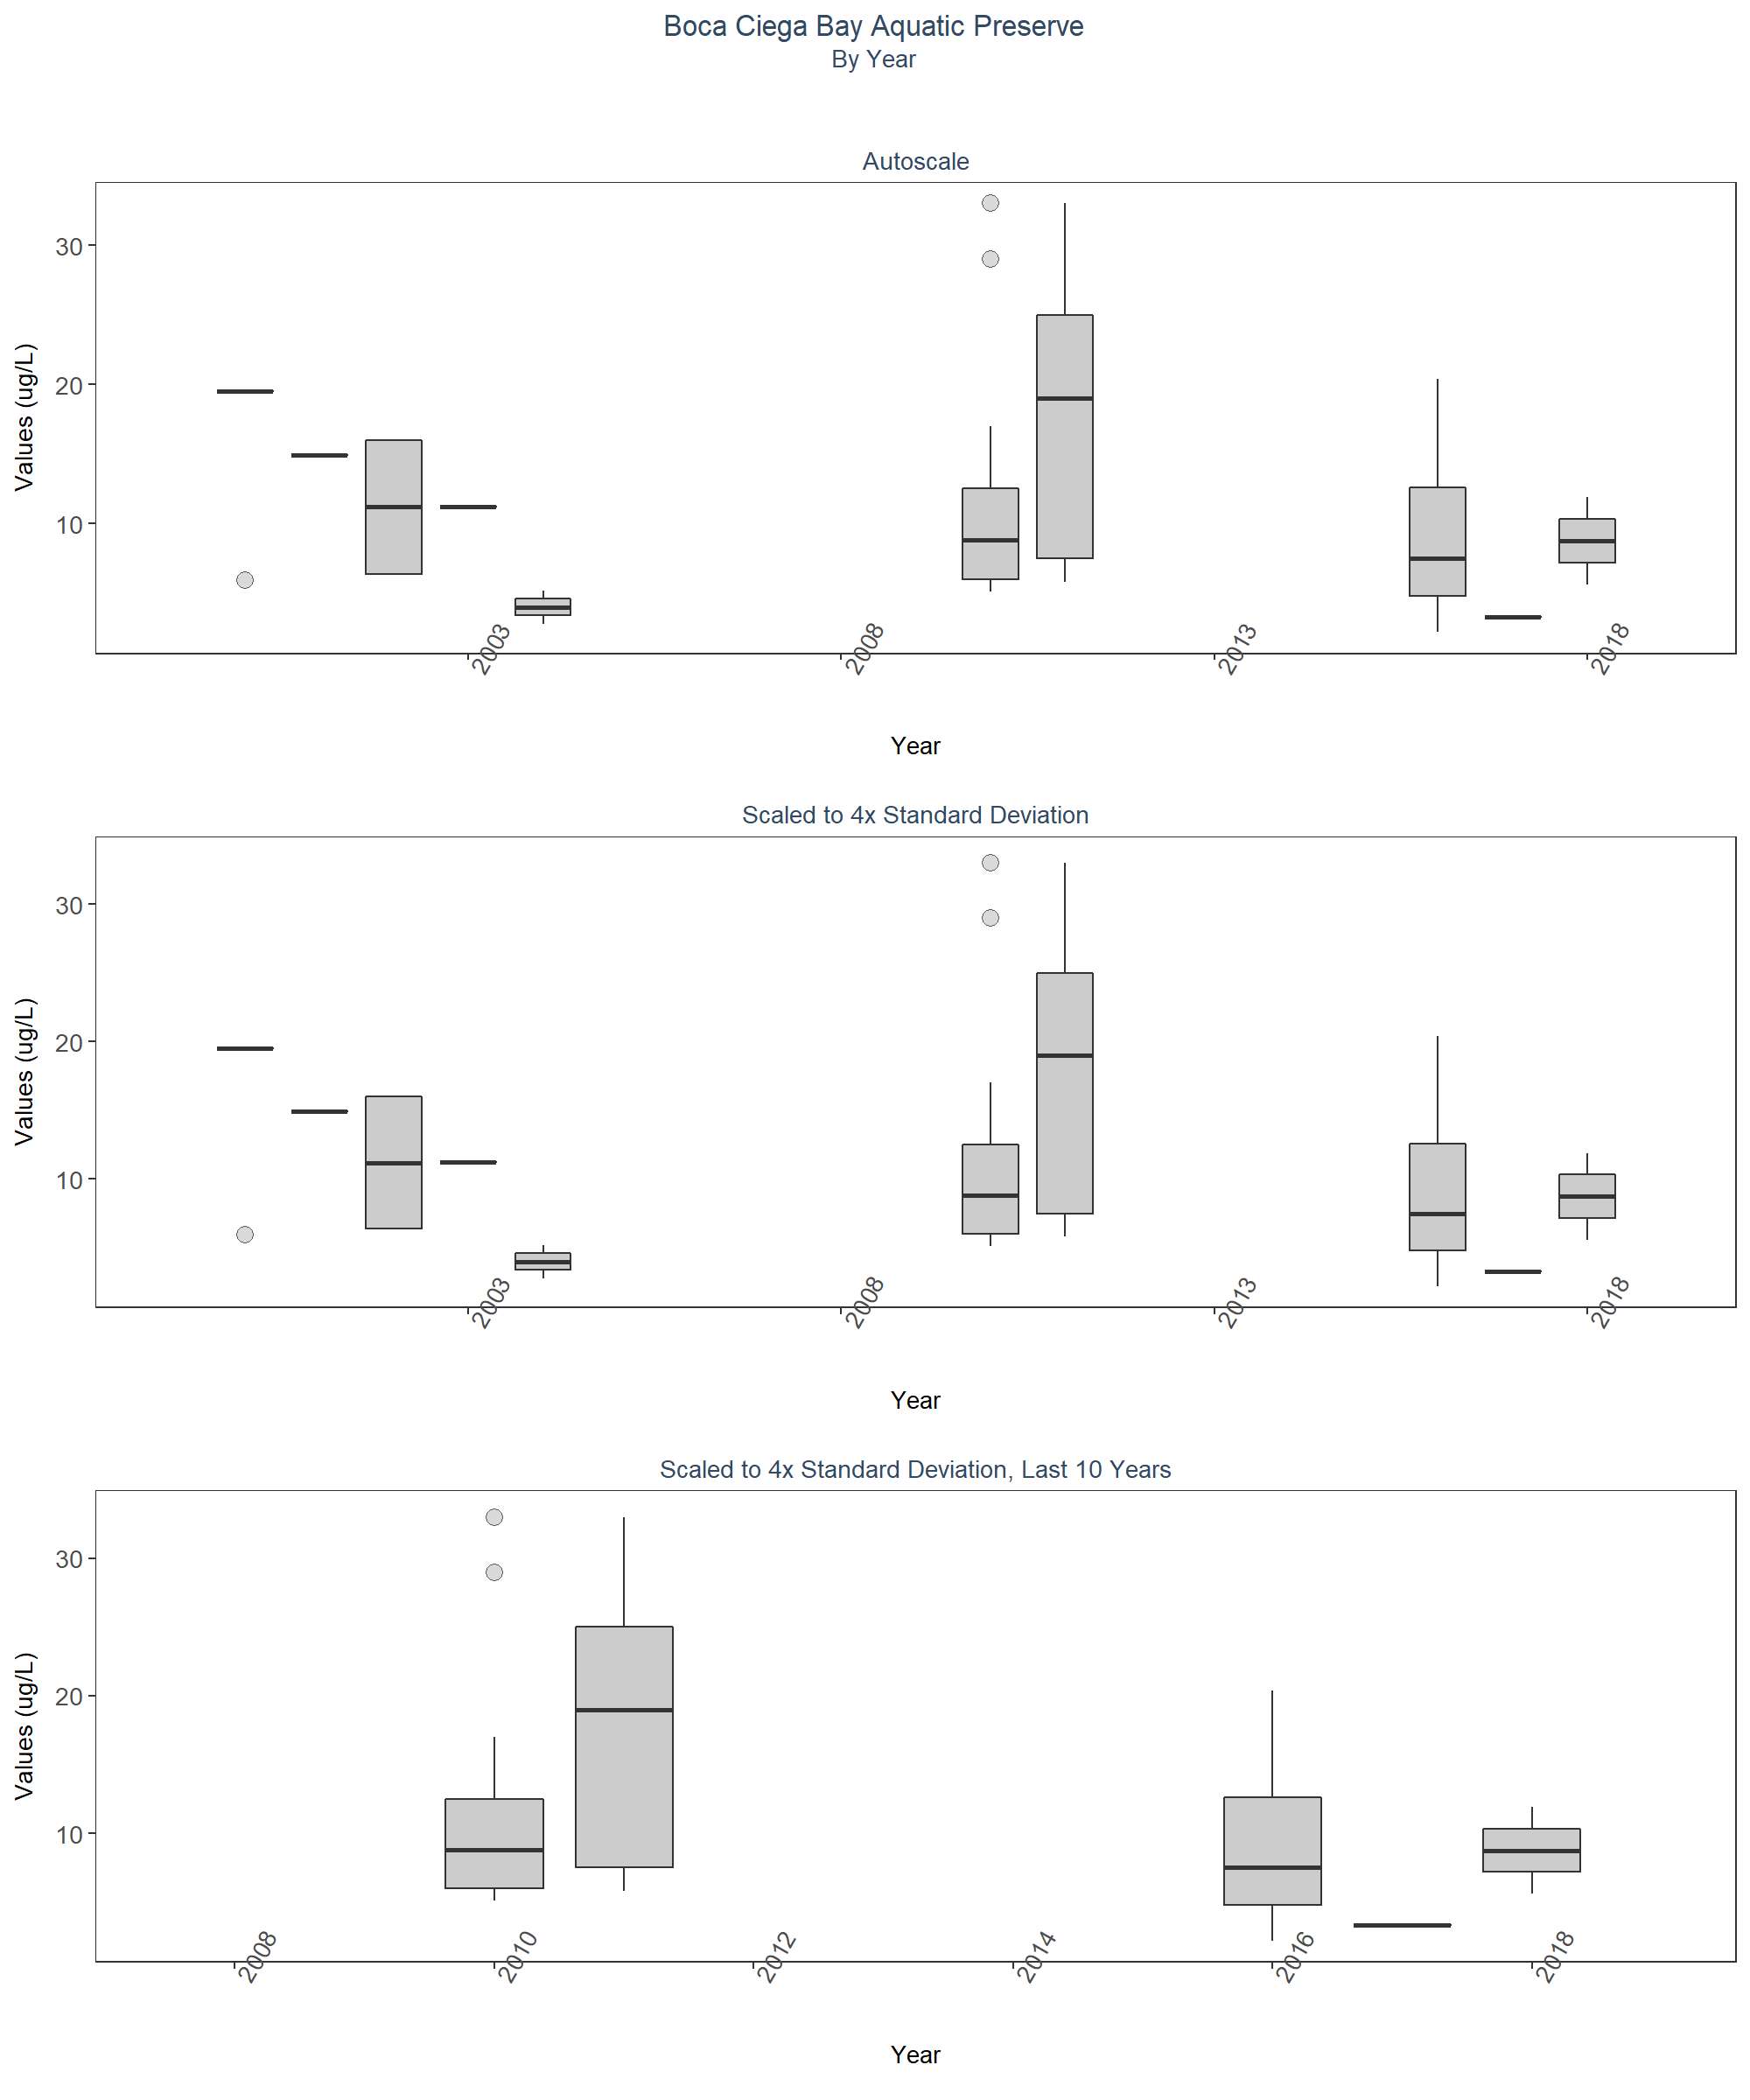 Boca Ciega Bay Aquatic Preserve
By Year
Autoscale
Values (ug/L)
30
20
10
2003
2008
2013
2018
Year
Scaled to 4x Standard Deviation
Values (ug/L)
30
20
10
2003
2008
2013
2018
Year
Scaled to 4x Standard Deviation, Last 10 Years
Values (ug/L)
30
20
10
2008
2010
2012
2014
2016
2018
Year